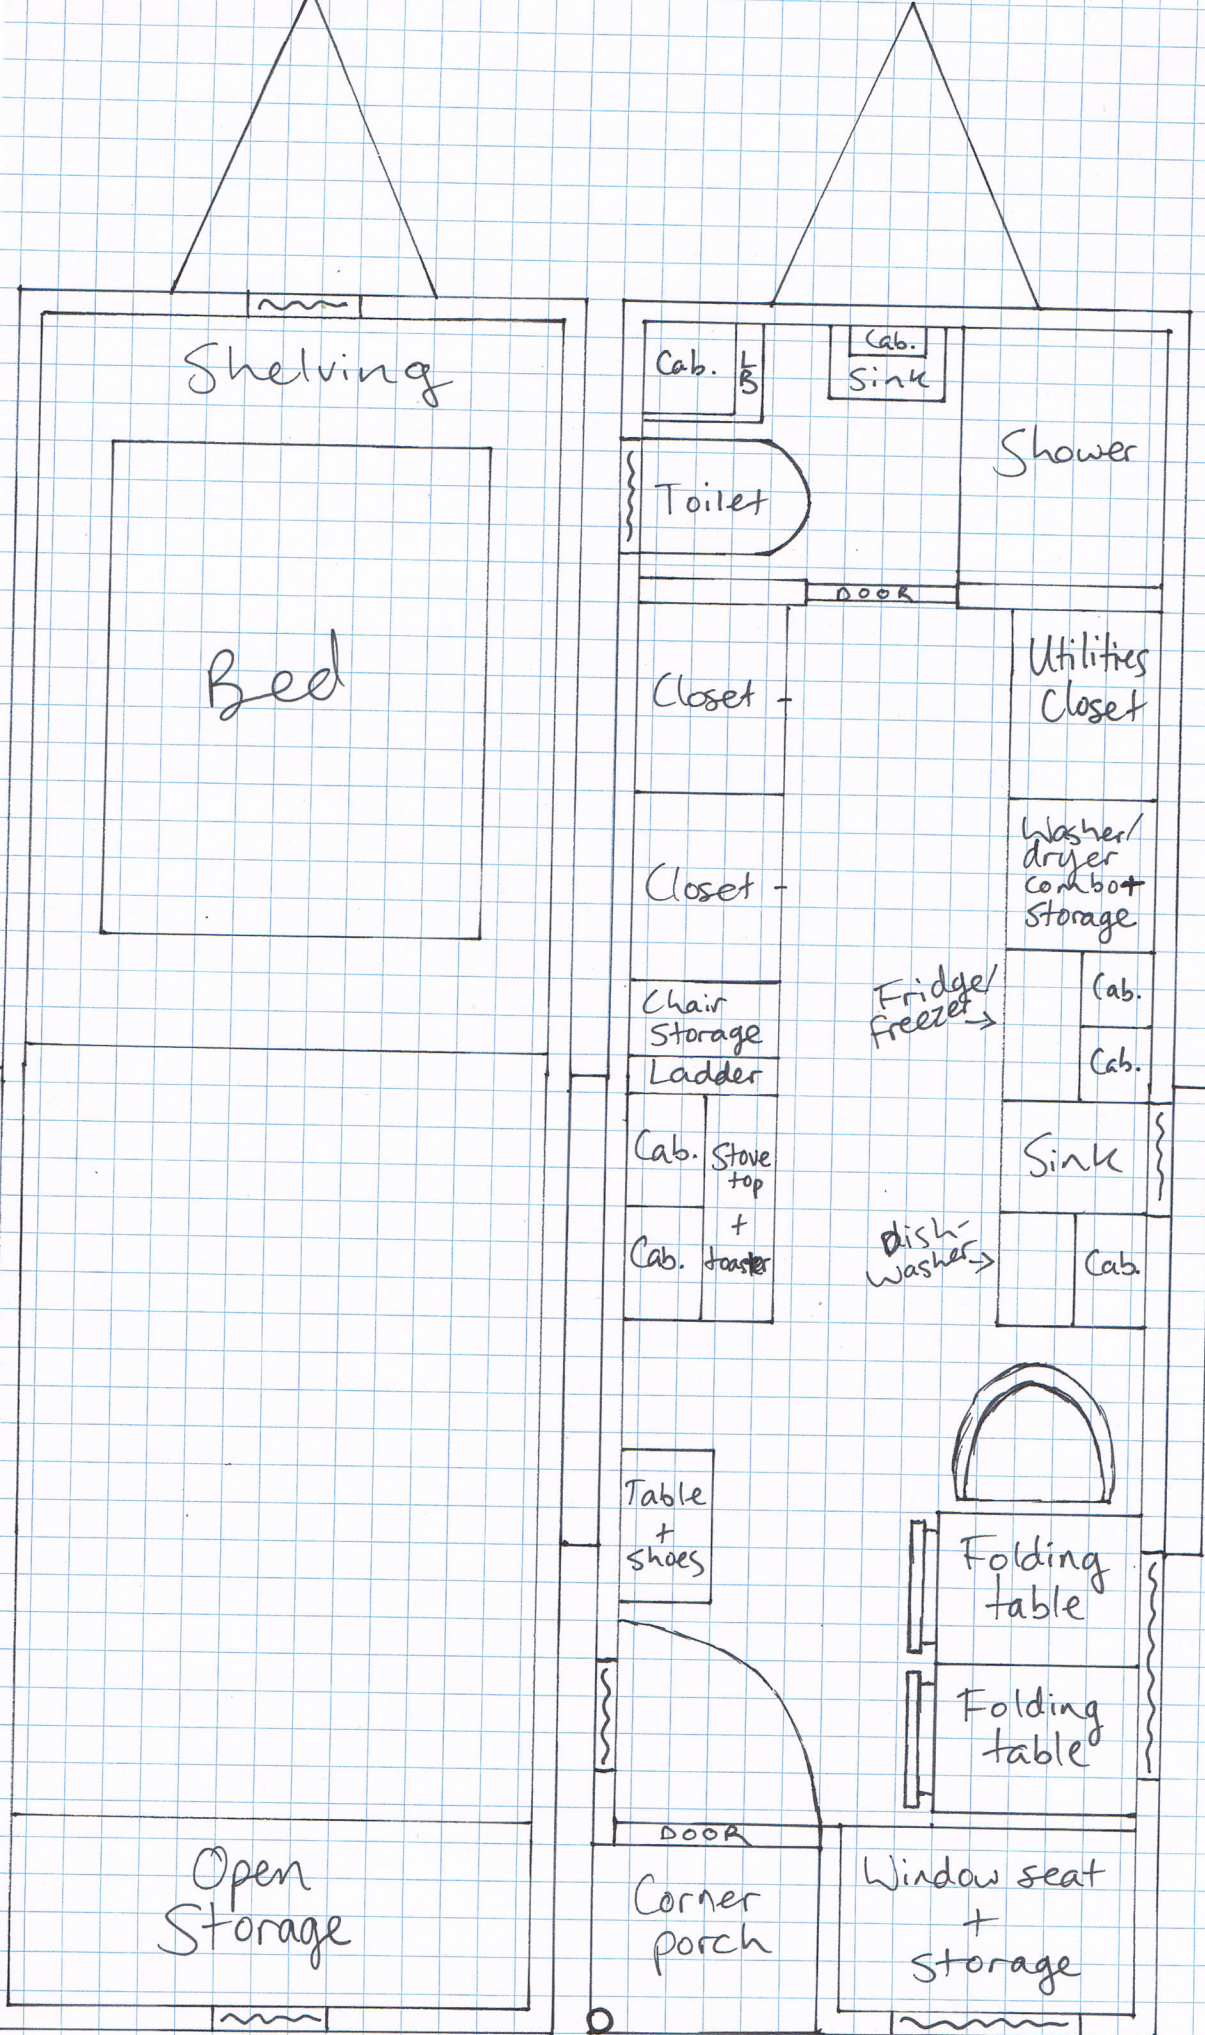 Shelving
Bed
Open
Storage
Cab.
LB
Cab.
Sink
Shower
Toilet
DOOR
Closet
Utilities
Closet
Closet
Washer/
dryer
combo+
storage
Chair
storage
Ladder
Fridge/
freezer
Cab.
Cab.
Cab.
Stove
top
+
toaster
Cab.
Sink
Dish-
washer
Cab.
Table
+
shoes
Folding
table
Folding
table
DOOR
Corner
porch
Window seat
+
storage